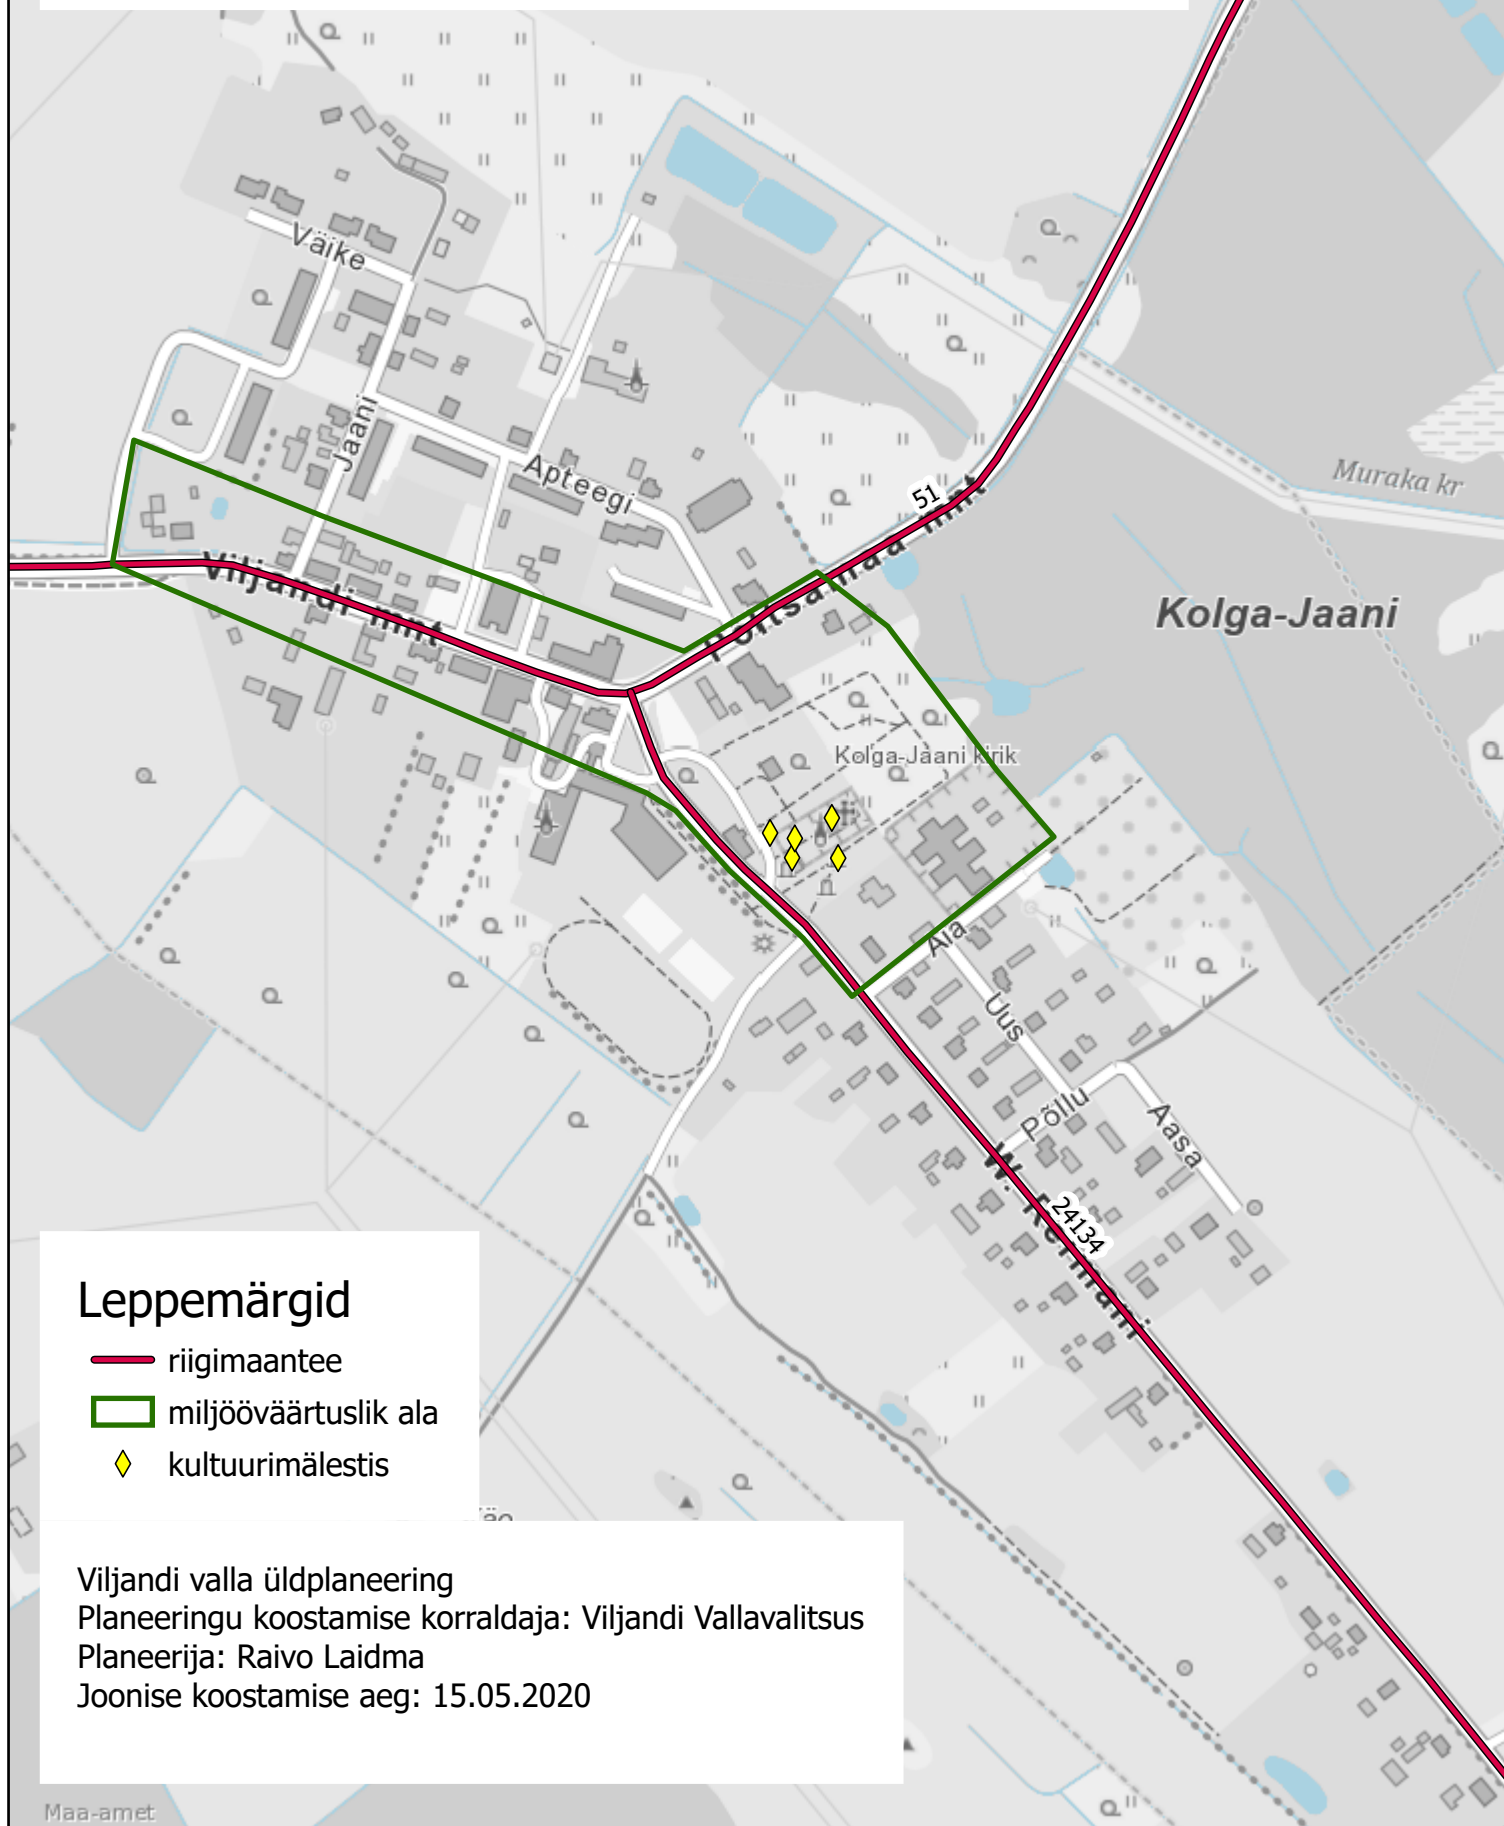 Väike
Jaani
Apteegi
51
Põltsamaa mnt
Muraka kr
Viljandi mnt
Kolga-Jaani
Kolga-Jaani kirik
Aia
Uus
Põllu
Aasa
W. Reimani
24134
Leppemärgid
riigimaantee
miljööväärtuslik ala
kultuurimälestis
Viljandi valla üldplaneering
Planeeringu koostamise korraldaja: Viljandi Vallavalitsus
Planeerija: Raivo Laidma
Joonise koostamise aeg: 15.05.2020
Maa-amet